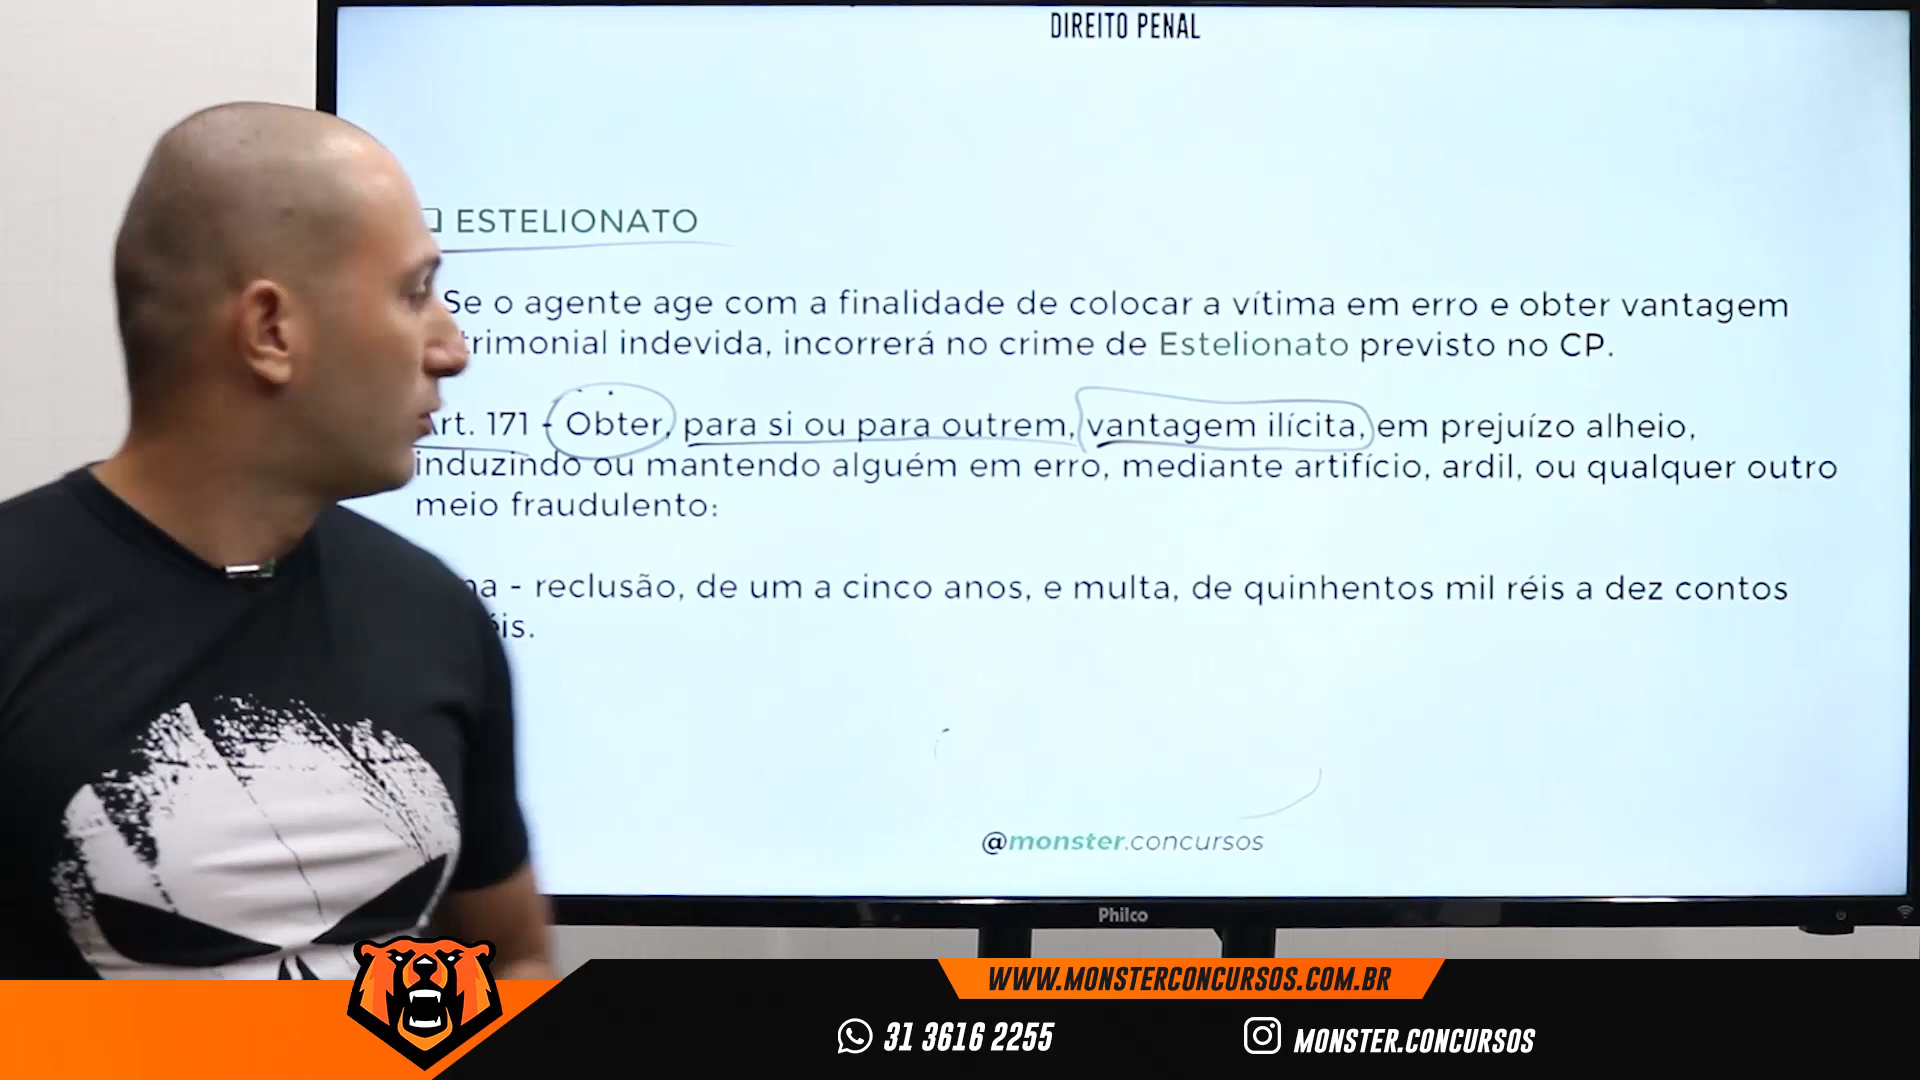 DIREITO PENAL
ESTELIONATO
Se o agente age com a finalidade de colocar a vítima em erro e obter vantagem
trimonial indevida, incorrerá no crime de Estelionato previsto no CP.
Art. 171 - Obter, para si ou para outrem, vantagem ilícita, em prejuízo alheio,
induzindo ou mantendo alguém em erro, mediante artifício, ardil, ou qualquer outro
meio fraudulento:
na - reclusão, de um a cinco anos, e multa, de quinhentos mil réis a dez contos
éis.
@monster.concursos
Philco
WWW.MONSTERCONCURSOS.COM.BR
31 3616 2255
MONSTER.CONCURSOS